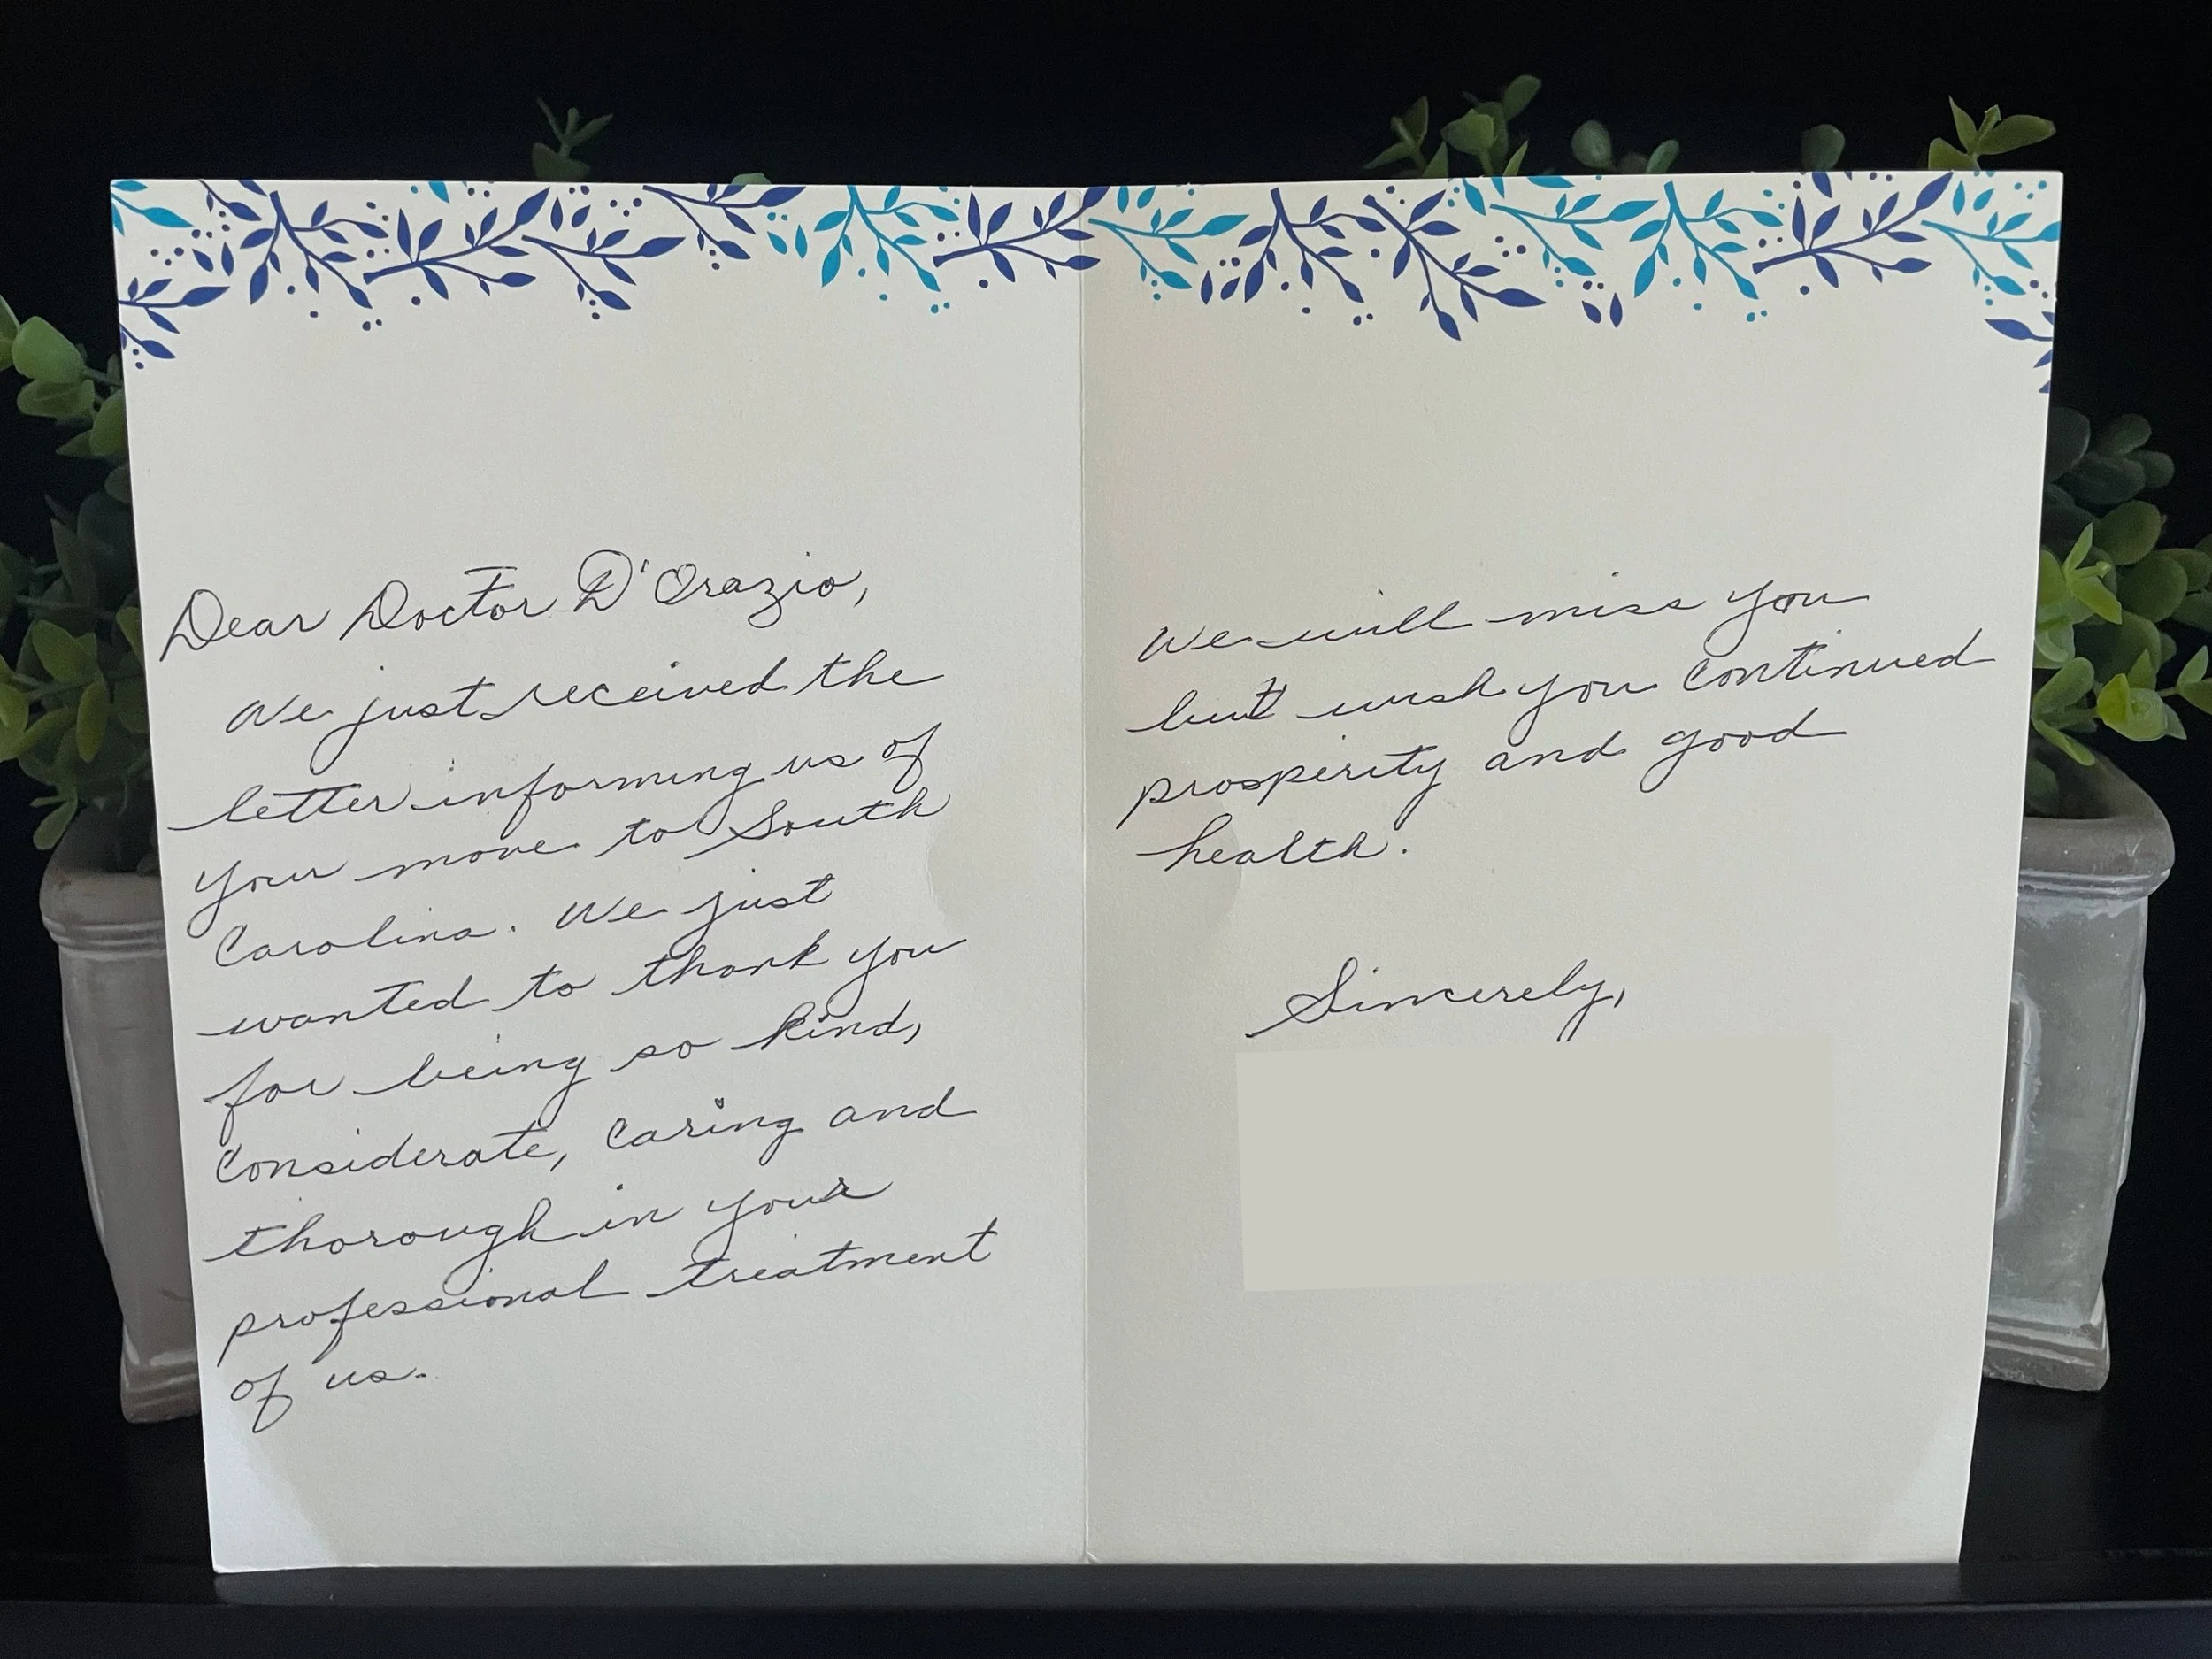 Dear Doctor D'Orazio,
We just received the
letter informing us of
your move to South
Carolina. We just
wanted to thank you
for being so kind,
considerate, caring and
thorough in your
professional treatment
of us.
We will miss you
but wish you continued
prosperity and good
health.
Sincerely,